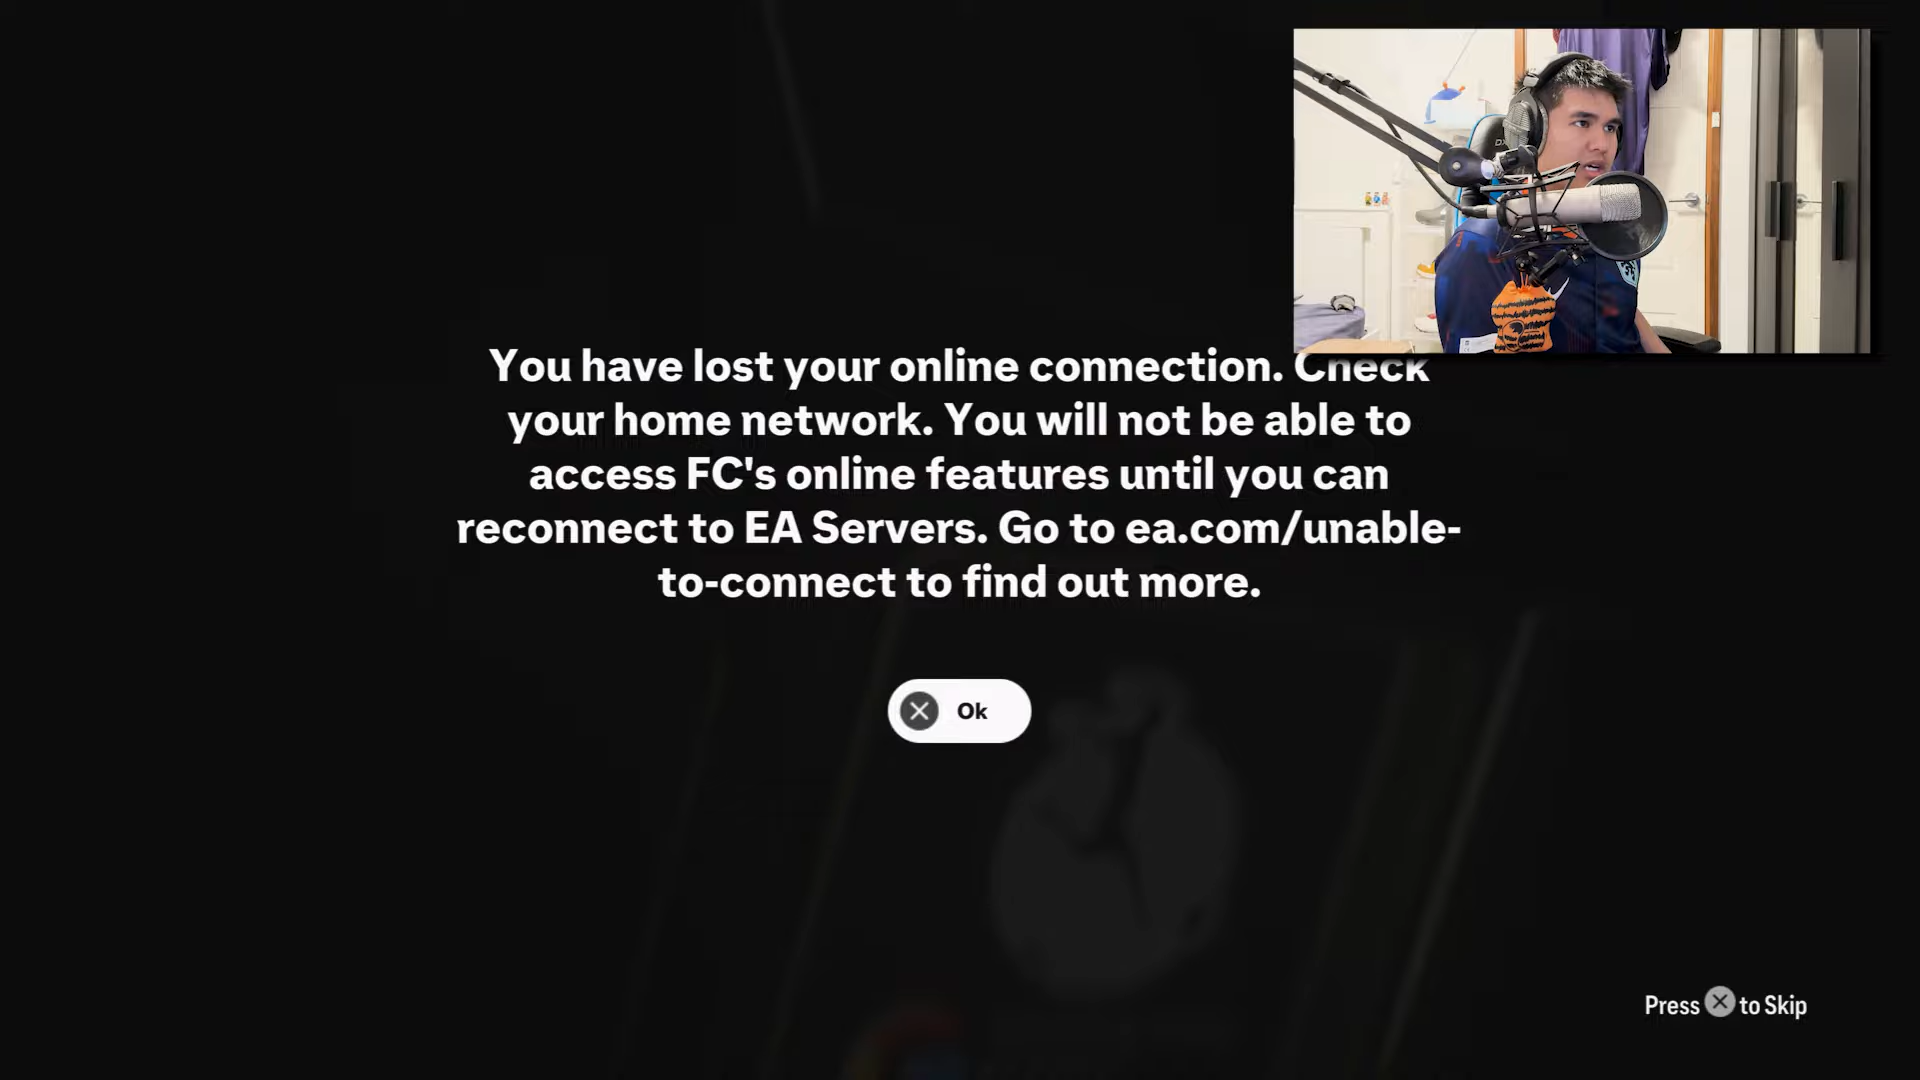 You have lost your online connection. Check
your home network. You will not be able to
access FC's online features until you can
reconnect to EA Servers. Go to ea.com/unable-
to-connect to find out more.
Ok
Press to Skip